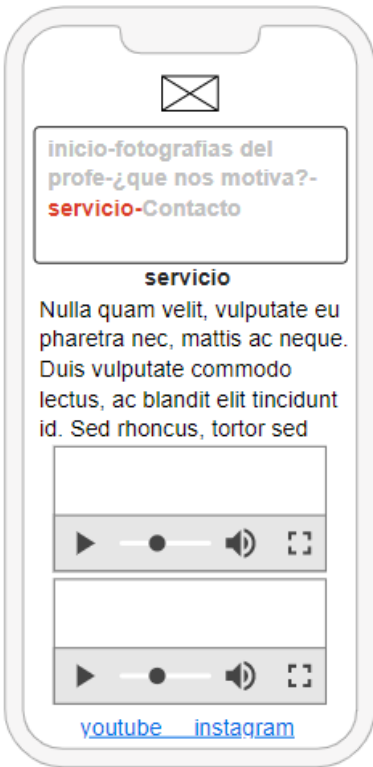 inicio-fotografias del
profe-¿que nos motiva?-
servicio-Contacto
servicio
Nulla quam velit, vulputate eu
pharetra nec, mattis ac neque.
Duis vulputate commodo
lectus, ac blandit elit tincidunt
id. Sed rhoncus, tortor sed
youtube instagram